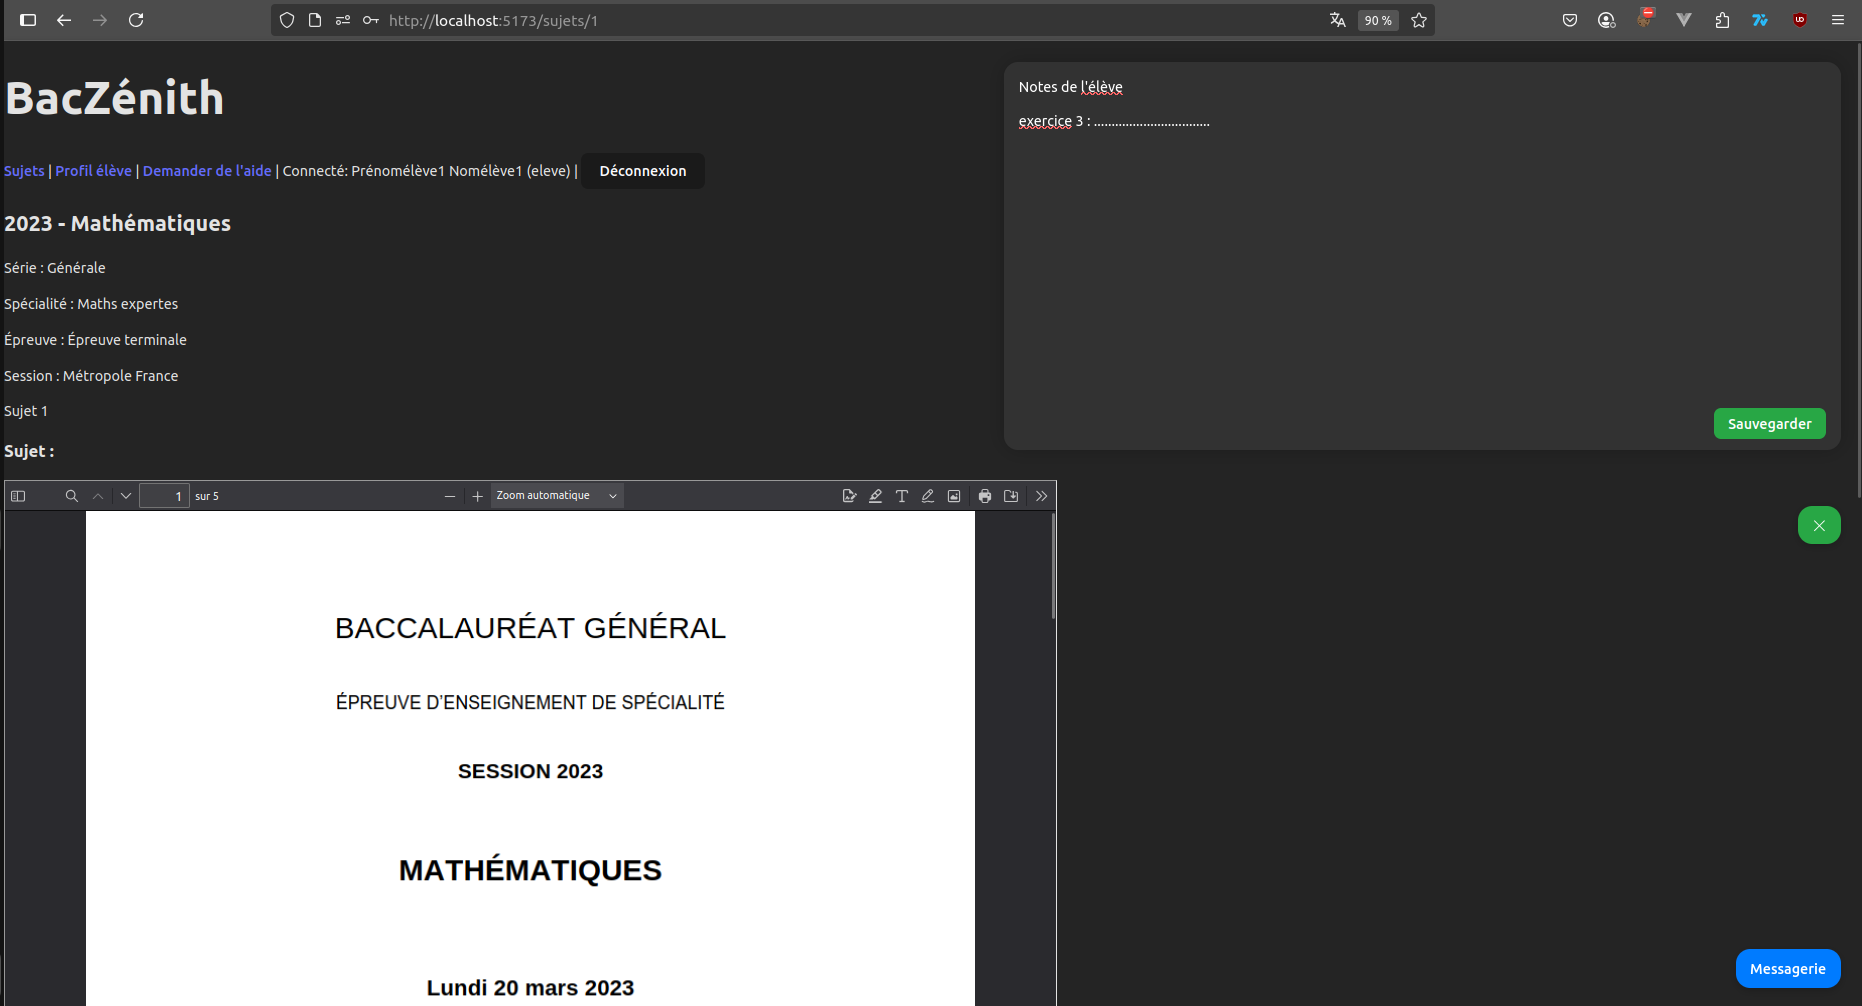 http://localhost:5173/sujets/1
90 %
BacZénith
Sujets | Profil élève | Demander de l'aide | Connecté: Prénomélève1 Nomélève1 (eleve) | Déconnexion
2023 - Mathématiques
Série : Générale
Spécialité : Maths expertes
Épreuve : Épreuve terminale
Session : Métropole France
Sujet 1
Sujet :
Notes de l'élève
exercice 3 : .................................
Sauvegarder
1 sur 5
Zoom automatique
BACCALAURÉAT GÉNÉRAL
ÉPREUVE D'ENSEIGNEMENT DE SPÉCIALITÉ
SESSION 2023
MATHÉMATIQUES
Lundi 20 mars 2023
Messagerie